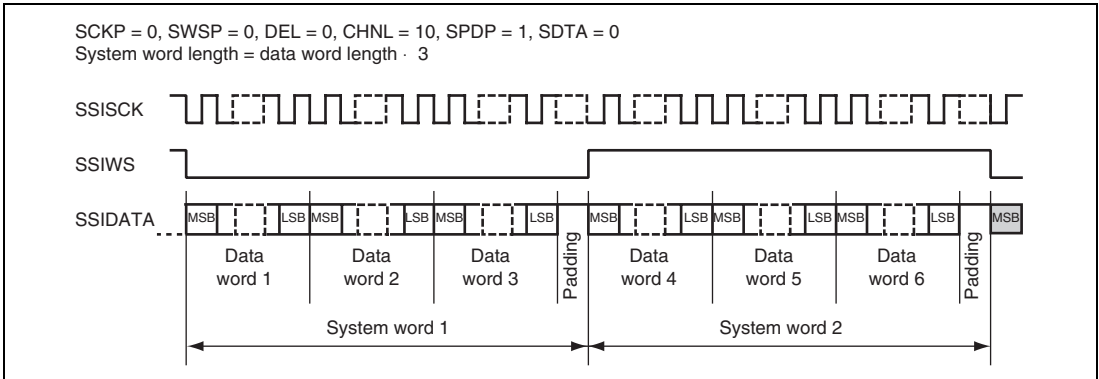 SCKP = 0, SWSP = 0, DEL = 0, CHNL = 10, SPDP = 1, SDTA = 0
System word length = data word length · 3
SSISCK
SSIWS
SSIDATA
MSB LSB MSB LSB MSB LSB MSB LSB MSB LSB MSB LSB MSB
Data word 1
Data word 2
Data word 3
Padding
Data word 4
Data word 5
Data word 6
Padding
System word 1
System word 2